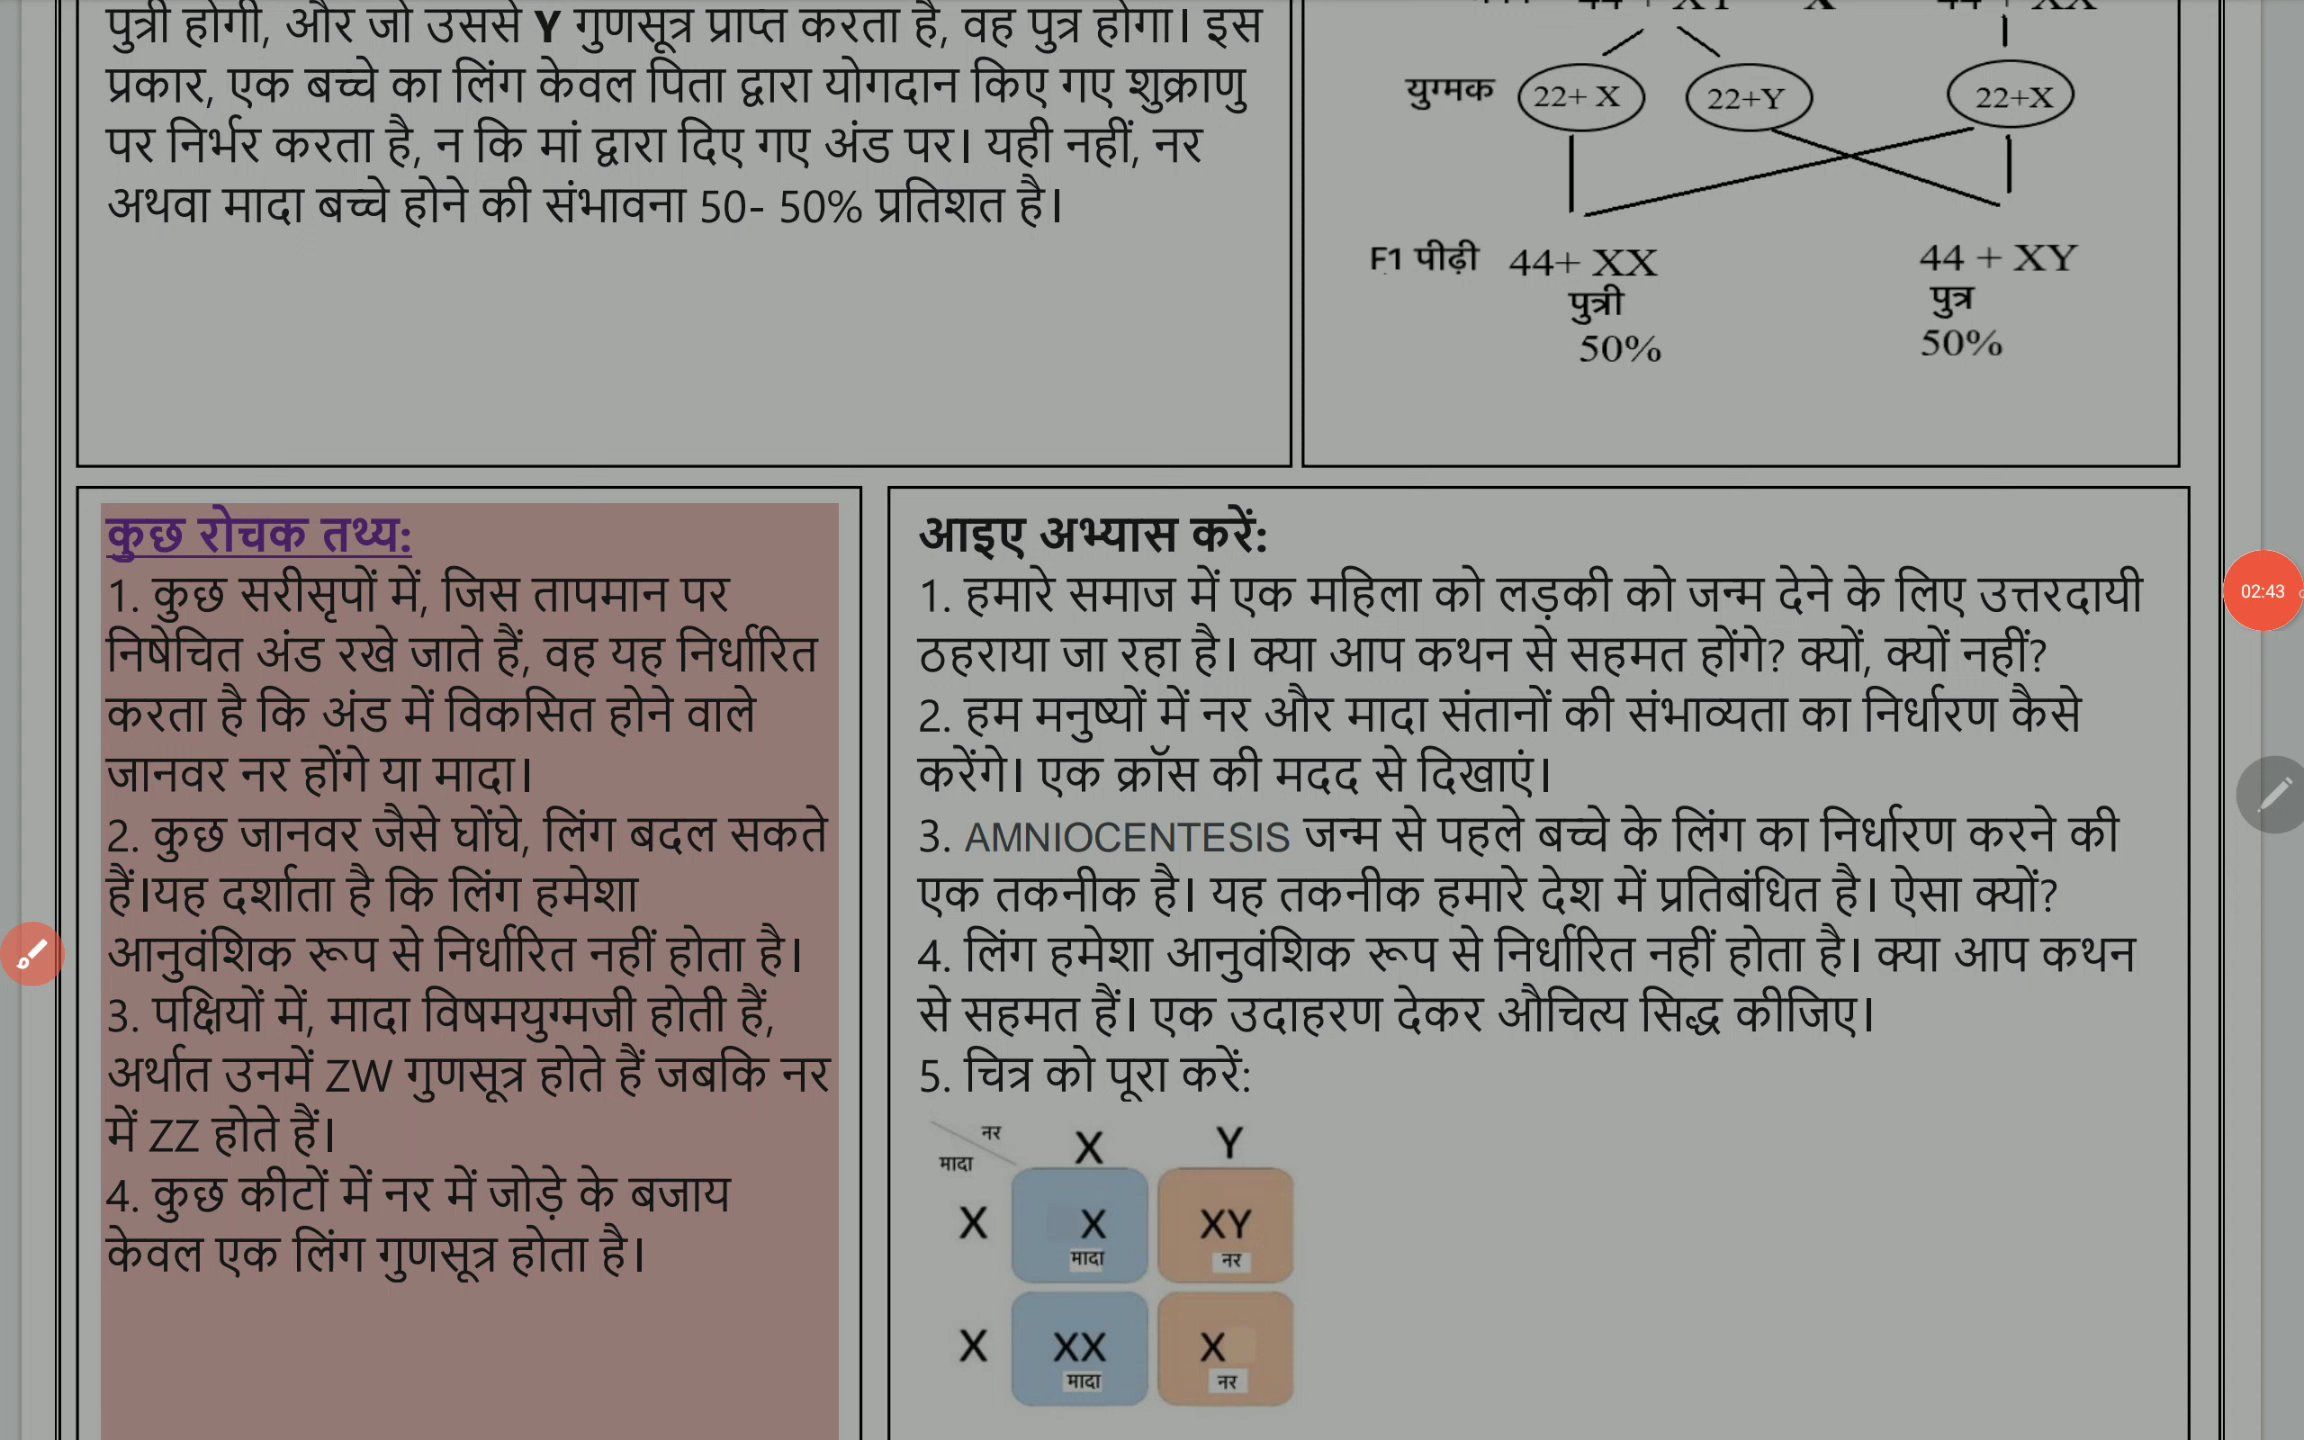 पुत्री होगी, और जो उससे Y गुणसूत्र प्राप्त करता है, वह पुत्र होगा। इस
प्रकार, एक बच्चे का लिंग केवल पिता द्वारा योगदान किए गए शुक्राणु
पर निर्भर करता है, न कि मां द्वारा दिए गए अंड पर। यही नहीं, नर
अथवा मादा बच्चे होने की संभावना 50- 50% प्रतिशत है।
युग्मक 22+ X 22+Y 22+X
F1 पीढ़ी 44+ XX 44 + XY
पुत्री पुत्र
50% 50%
कुछ रोचक तथ्य:
1. कुछ सरीसृपों में, जिस तापमान पर
निषेचित अंड रखे जाते हैं, वह यह निर्धारित
करता है कि अंड में विकसित होने वाले
जानवर नर होंगे या मादा।
2. कुछ जानवर जैसे घोंघे, लिंग बदल सकते
हैं।यह दर्शाता है कि लिंग हमेशा
आनुवंशिक रूप से निर्धारित नहीं होता है।
3. पक्षियों में, मादा विषमयुग्मजी होती हैं,
अर्थात उनमें ZW गुणसूत्र होते हैं जबकि नर
में ZZ होते हैं।
4. कुछ कीटों में नर में जोड़े के बजाय
केवल एक लिंग गुणसूत्र होता है।
आइए अभ्यास करें:
1. हमारे समाज में एक महिला को लड़की को जन्म देने के लिए उत्तरदायी
ठहराया जा रहा है। क्या आप कथन से सहमत होंगे? क्यों, क्यों नहीं?
2. हम मनुष्यों में नर और मादा संतानों की संभाव्यता का निर्धारण कैसे
करेंगे। एक क्रॉस की मदद से दिखाएं।
3. AMNIOCENTESIS जन्म से पहले बच्चे के लिंग का निर्धारण करने की
एक तकनीक है। यह तकनीक हमारे देश में प्रतिबंधित है। ऐसा क्यों?
4. लिंग हमेशा आनुवंशिक रूप से निर्धारित नहीं होता है। क्या आप कथन
से सहमत हैं। एक उदाहरण देकर औचित्य सिद्ध कीजिए।
5. चित्र को पूरा करें:
नर X Y
मादा
X X XY
मादा नर
X XX X
मादा नर
02:43